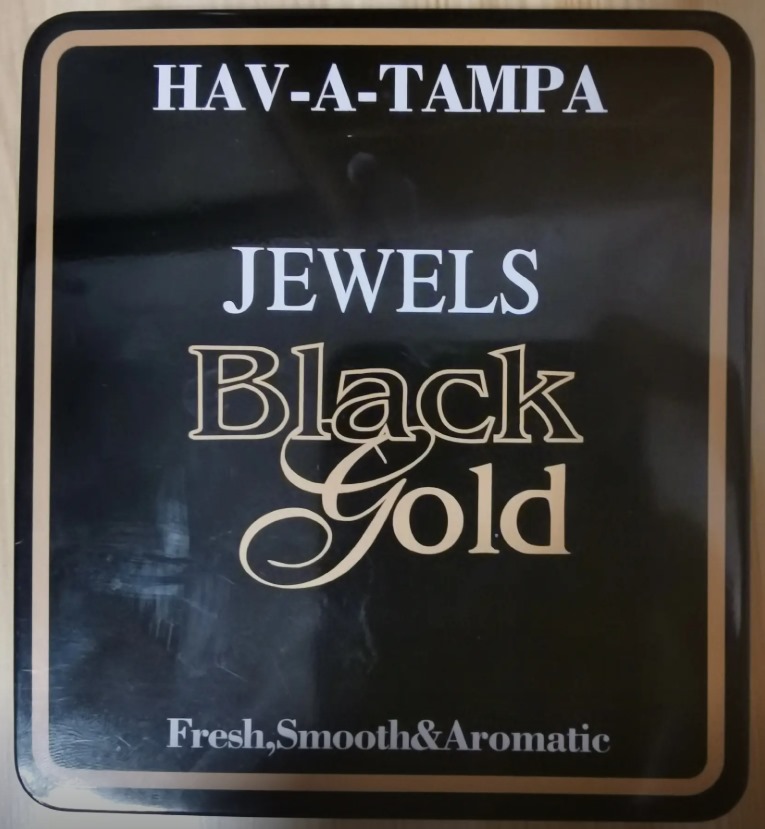 HAV-A-TAMPA
JEWELS
Black
Gold
Fresh,Smooth&Aromatic